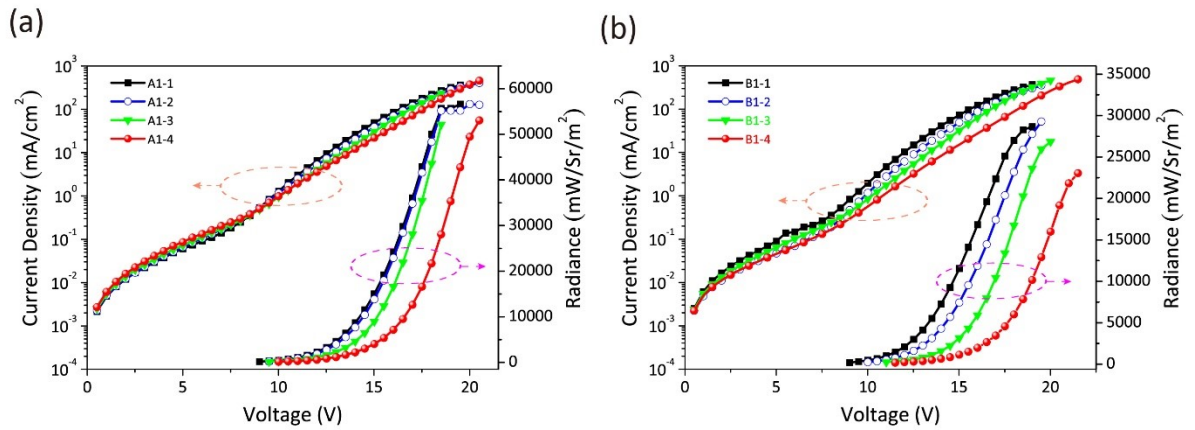 (a)
10³
10²
10¹
10⁰
10⁻¹
10⁻²
10⁻³
10⁻⁴
Current Density (mA/cm²)
A1-1
A1-2
A1-3
A1-4
60000
50000
40000
30000
20000
10000
0
Radiance (mW/Sr/m²)
0 5 10 15 20
Voltage (V)
(b)
10³
10²
10¹
10⁰
10⁻¹
10⁻²
10⁻³
10⁻⁴
Current Density (mA/cm²)
B1-1
B1-2
B1-3
B1-4
35000
30000
25000
20000
15000
10000
5000
0
Radiance (mW/Sr/m²)
0 5 10 15 20
Voltage (V)